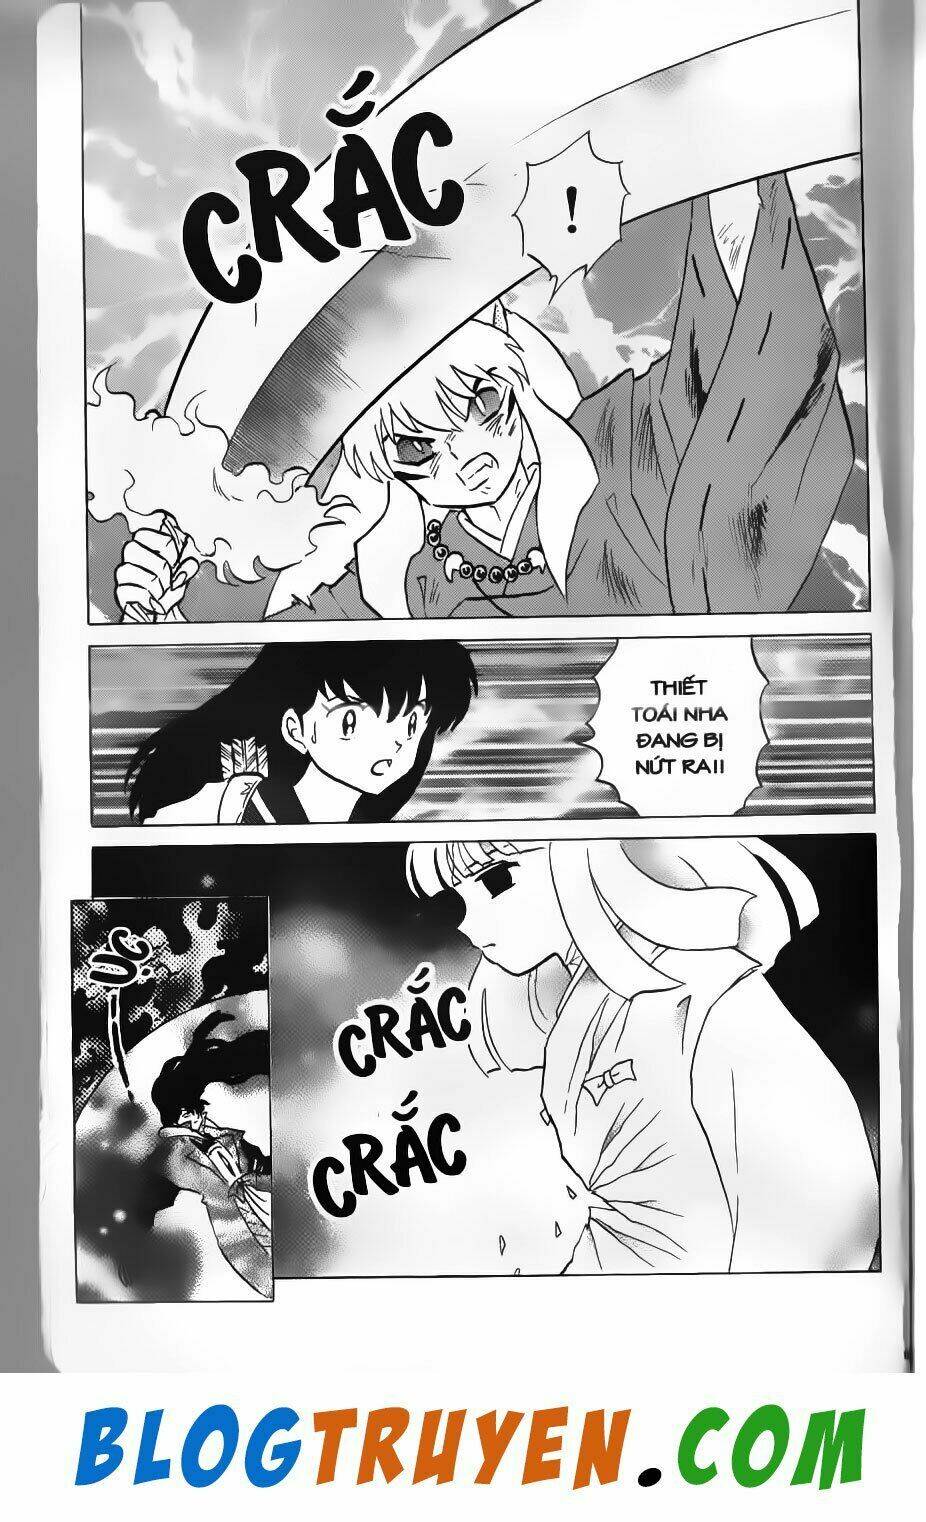 CRẮC
!
THIẾT
TOÁI NHA
ĐANG BỊ
NỨT RA!!
ỰC
CRẮC
CRẮC
BLOGTRUYEN.COM